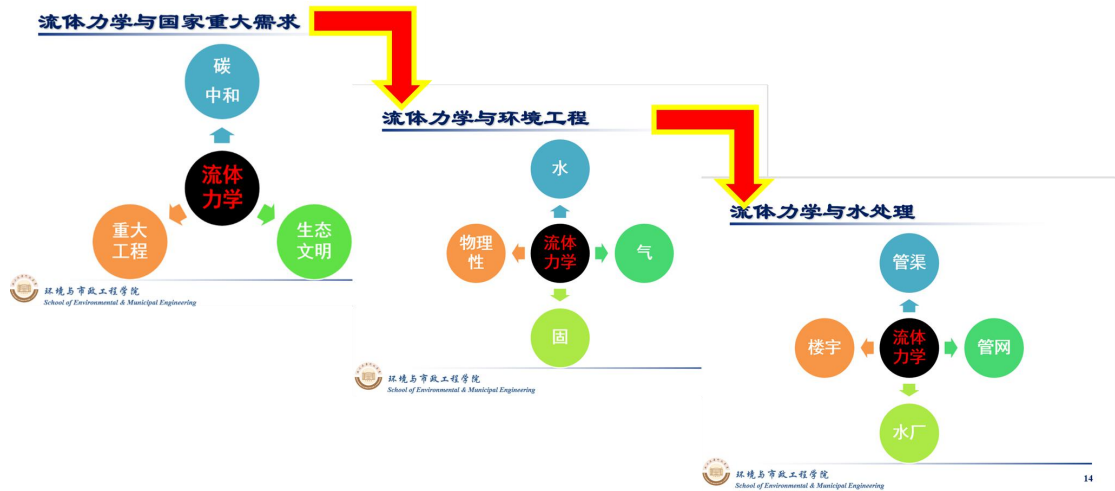 流体力学与国家重大需求
碳
中和
流体
力学
重大
工程
生态
文明
环境与市政工程学院
School of Environmental & Municipal Engineering
流体力学与环境工程
水
物理
性
流体
力学
气
固
环境与市政工程学院
School of Environmental & Municipal Engineering
流体力学与水处理
管渠
楼宇
流体
力学
管网
水厂
环境与市政工程学院
School of Environmental & Municipal Engineering
14